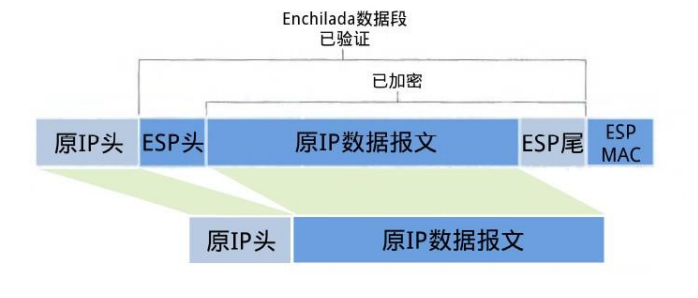 Enchilada数据段
已验证
已加密
原IP头
ESP头
原IP数据报文
ESP尾
ESP
MAC
原IP头
原IP数据报文